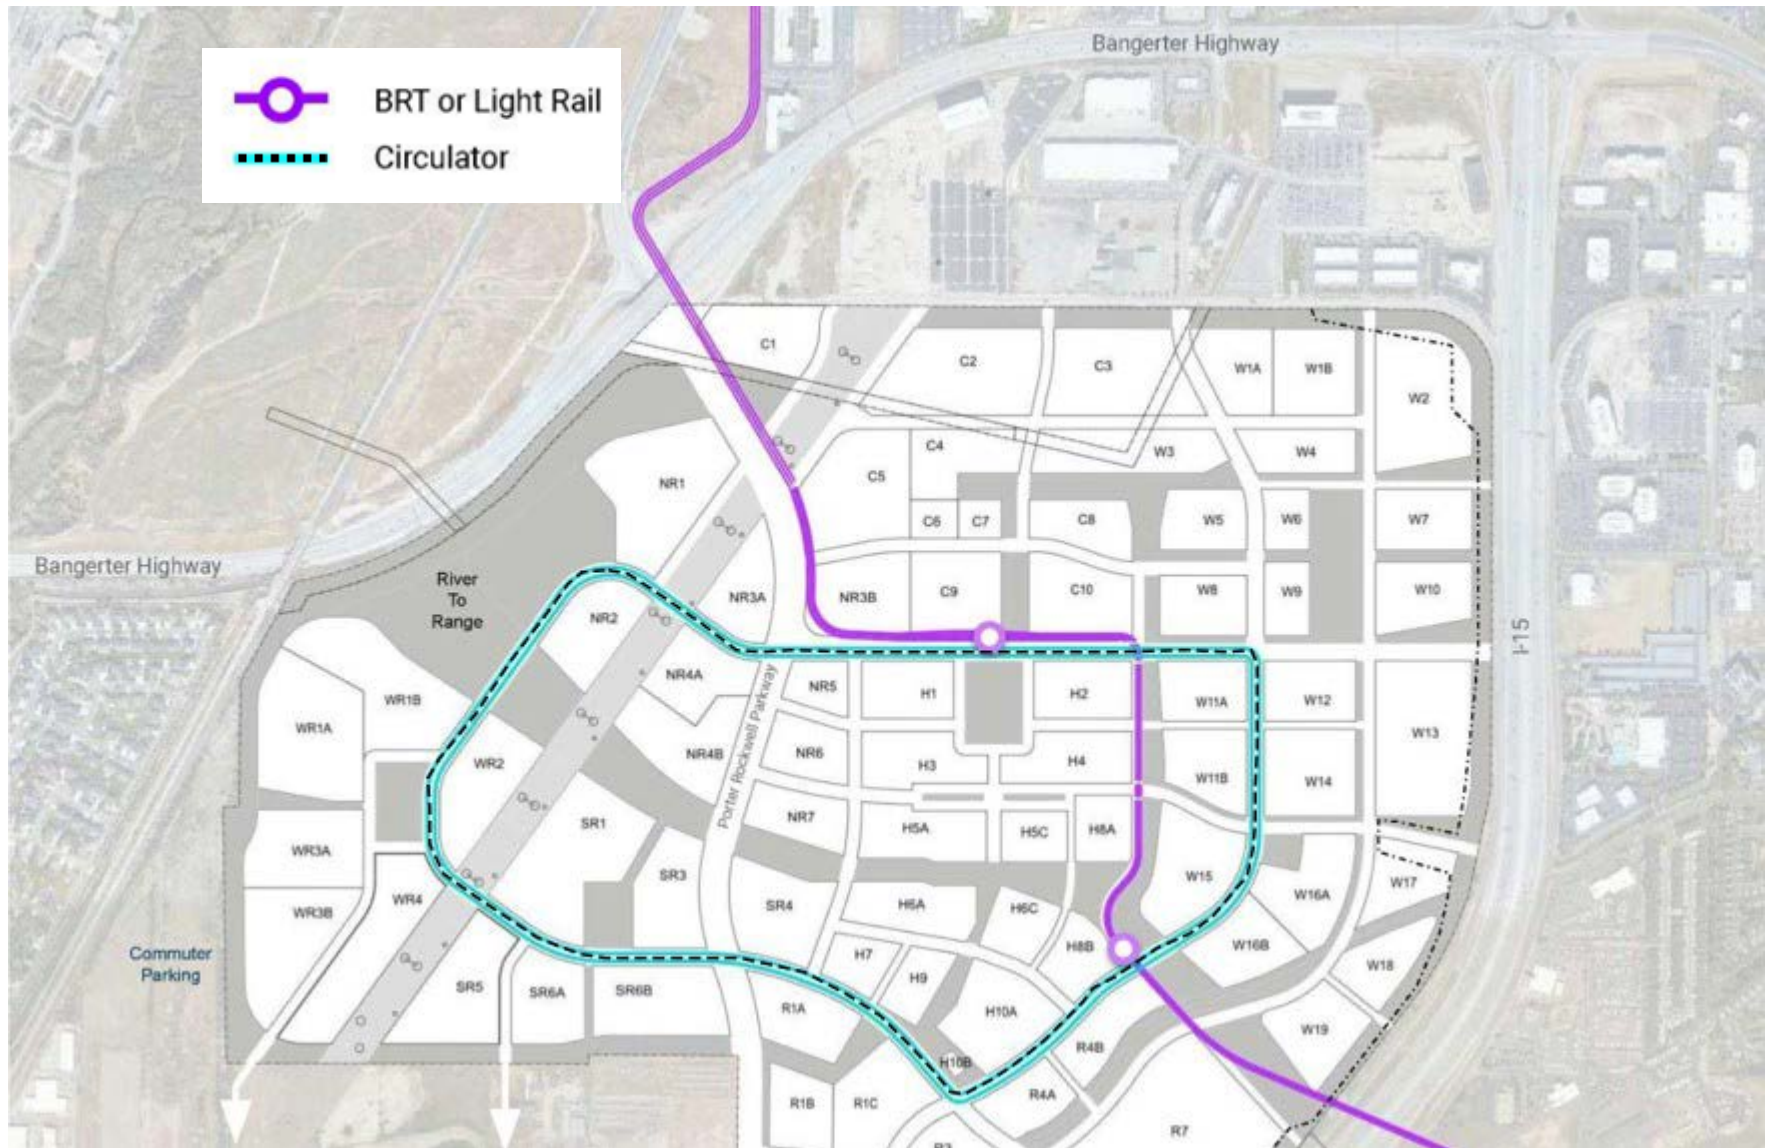 Bangerter Highway
BRT or Light Rail
Circulator
C1
C2
C3
W1A
W1B
W2
C4
W3
W4
C5
NR1
C6
C7
C8
W5
W6
W7
Bangerter Highway
River
To
Range
NR2
NR3A
NR3B
C9
C10
W8
W9
W10
I-15
NR4A
NR5
H1
H2
W11A
W12
WR1B
WR1A
Porter Rockwell Parkway
W13
NR4B
NR6
H3
H4
W11B
W14
WR2
SR1
NR7
H5A
H5C
H8A
WR3A
SR3
W15
W16A
W17
WR4
WR3B
SR4
H6A
H6C
H8B
W16B
Commuter
Parking
H7
H9
W18
SR5
SR6A
SR6B
R1A
H10A
W19
R4B
H10B
R4A
R1B
R1C
R7